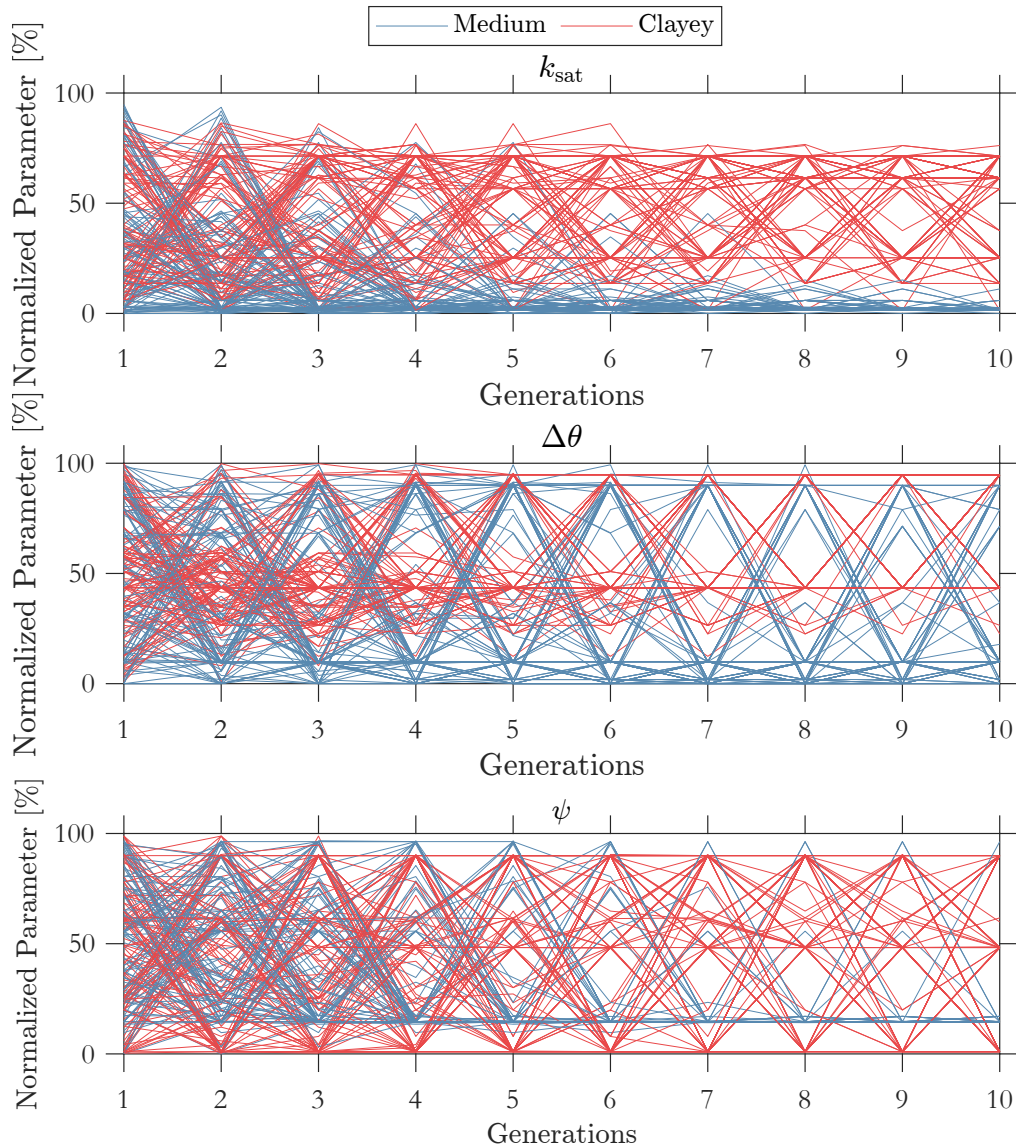 Medium Clayey
k_sat
Normalized Parameter [%]
100
50
0
1 2 3 4 5 6 7 8 9 10
Generations
Δθ
Normalized Parameter [%]
100
50
0
1 2 3 4 5 6 7 8 9 10
Generations
ψ
Normalized Parameter [%]
100
50
0
1 2 3 4 5 6 7 8 9 10
Generations